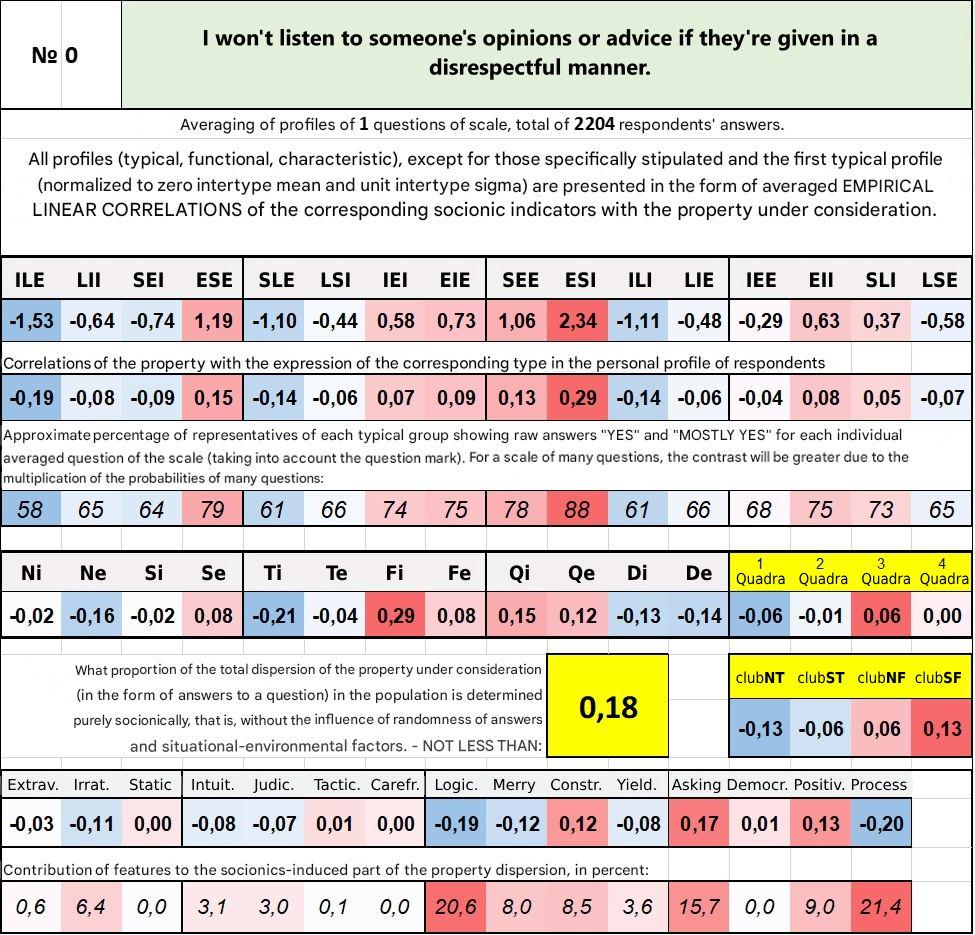 № 0
I won't listen to someone's opinions or advice if they're given in a
disrespectful manner.
Averaging of profiles of 1 questions of scale, total of 2204 respondents' answers.
All profiles (typical, functional, characteristic), except for those specifically stipulated and the first typical profile
(normalized to zero intertype mean and unit intertype sigma) are presented in the form of averaged EMPIRICAL
LINEAR CORRELATIONS of the corresponding socionic indicators with the property under consideration.
ILE LII SEI ESE SLE LSI IEI EIE SEE ESI ILI LIE IEE EII SLI LSE
-1,53 -0,64 -0,74 1,19 -1,10 -0,44 0,58 0,73 1,06 2,34 -1,11 -0,48 -0,29 0,63 0,37 -0,58
Correlations of the property with the expression of the corresponding type in the personal profile of respondents
-0,19 -0,08 -0,09 0,15 -0,14 -0,06 0,07 0,09 0,13 0,29 -0,14 -0,06 -0,04 0,08 0,05 -0,07
Approximate percentage of representatives of each typical group showing raw answers "YES" and "MOSTLY YES" for each individual
averaged question of the scale (taking into account the question mark). For a scale of many questions, the contrast will be greater due to the
multiplication of the probabilities of many questions:
58 65 64 79 61 66 74 75 78 88 61 66 68 75 73 65
Ni Ne Si Se Ti Te Fi Fe Qi Qe Di De 1 Quadra 2 Quadra 3 Quadra 4 Quadra
-0,02 -0,16 -0,02 0,08 -0,21 -0,04 0,29 0,08 0,15 0,12 -0,13 -0,14 -0,06 -0,01 0,06 0,00
What proportion of the total dispersion of the property under consideration
(in the form of answers to a question) in the population is determined
purely socionically, that is, without the influence of randomness of answers
and situational-environmental factors. - NOT LESS THAN:
0,18
clubNT clubST clubNF clubSF
-0,13 -0,06 0,06 0,13
Extrav. Irrat. Static Intuit. Judic. Tactic. Carefr. Logic. Merry Constr. Yield. Asking Democr. Positiv. Process
-0,03 -0,11 0,00 -0,08 -0,07 0,01 0,00 -0,19 -0,12 0,12 -0,08 0,17 0,01 0,13 -0,20
Contribution of features to the socionics-induced part of the property dispersion, in percent:
0,6 6,4 0,0 3,1 3,0 0,1 0,0 20,6 8,0 8,5 3,6 15,7 0,0 9,0 21,4